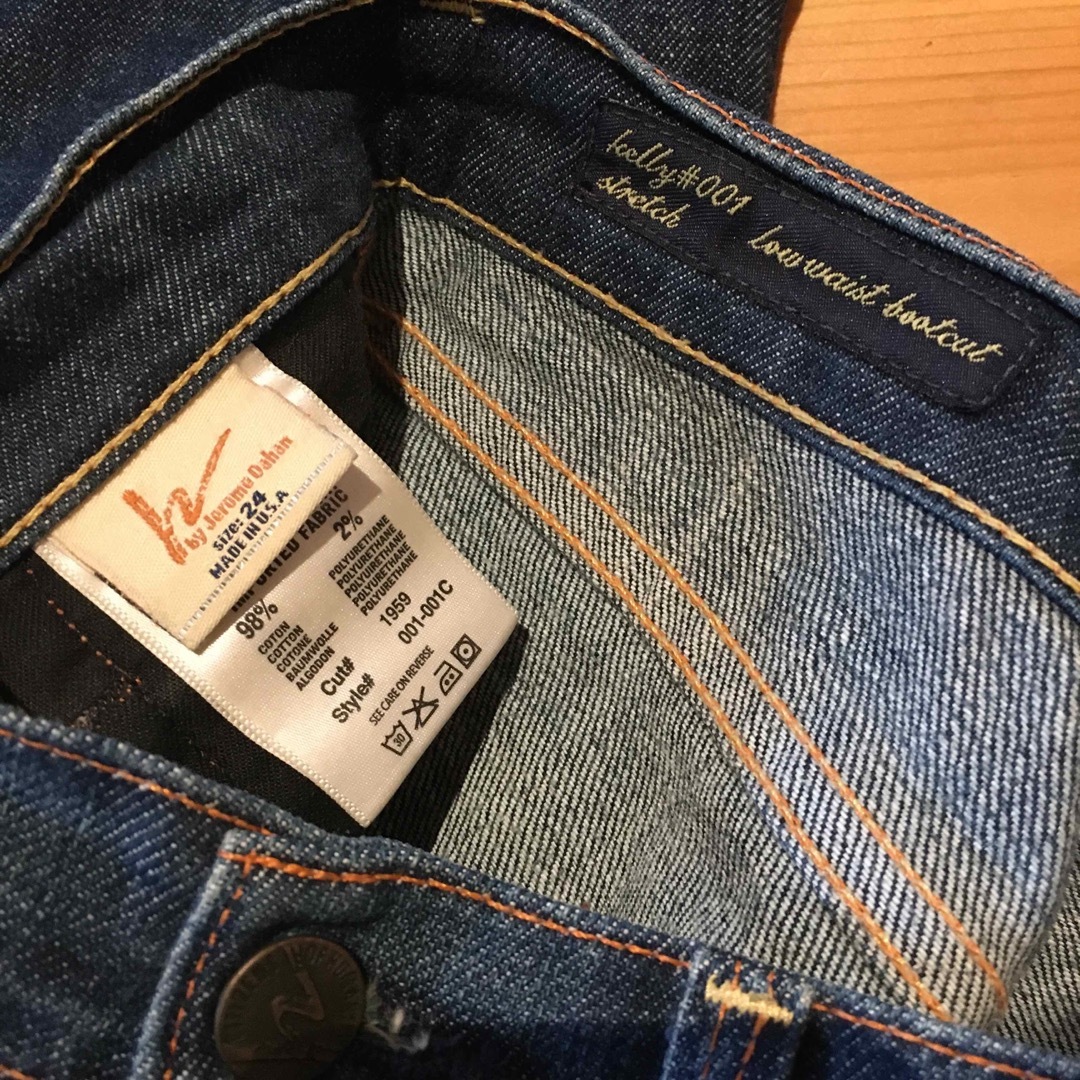 kelly#001
stretch
low waist bootcut
by Jerome Dahan
SIZE: 24
MADE IN U.S.A
IMPORTED FABRIC
98% 2%
COTON POLYURETHANE
COTTON POLYURETHANE
COTONE POLYURETHANE
BAUMWOLLE POLYURETHANE
ALGODON POLYURETHANE
Cut# 1959
Style# 001-001C
SEE CARE ON REVERSE
30